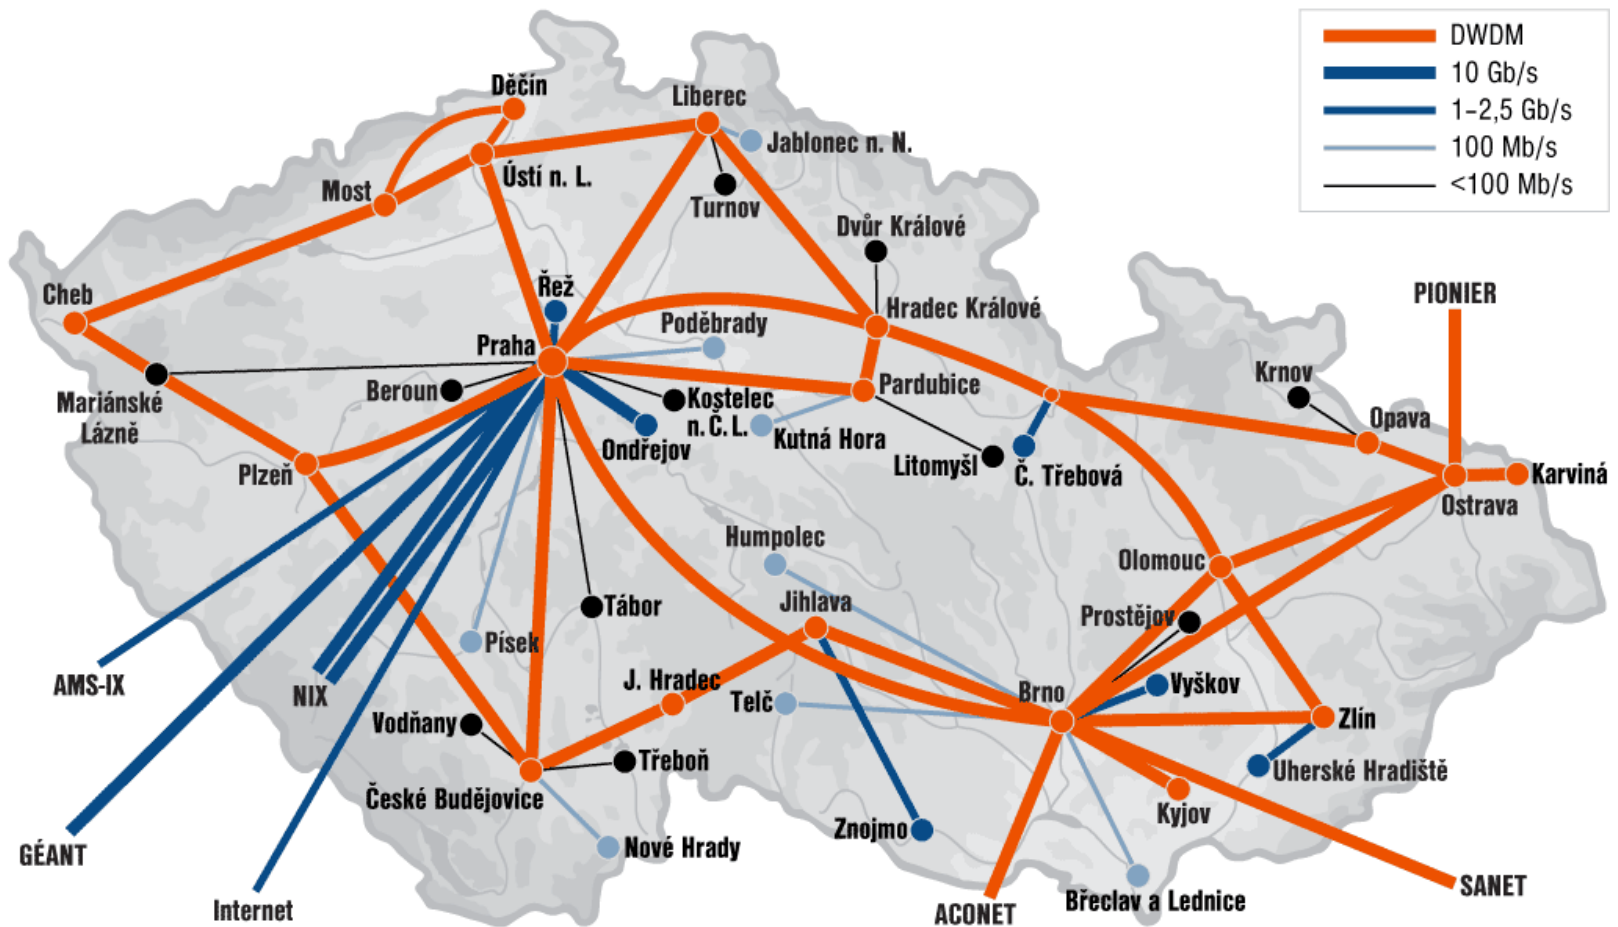 DWDM
10 Gb/s
1–2,5 Gb/s
100 Mb/s
<100 Mb/s
Děčín
Liberec
Jablonec n. N.
Ústí n. L.
Most
Turnov
Dvůr Králové
Řež
Cheb
PIONIER
Hradec Králové
Poděbrady
Praha
Krnov
Beroun
Pardubice
Mariánské
Lázně
Kostelec
n. Č. L.
Opava
Kutná Hora
Ondřejov
Litomyšl
Č. Třebová
Plzeň
Karviná
Ostrava
Humpolec
Olomouc
Jihlava
Tábor
Prostějov
Písek
AMS-IX
NIX
J. Hradec
Vyškov
Telč
Brno
Vodňany
Zlín
Třeboň
Uherské Hradiště
České Budějovice
Kyjov
Znojmo
GÉANT
Nové Hrady
SANET
Břeclav a Lednice
Internet
ACONET